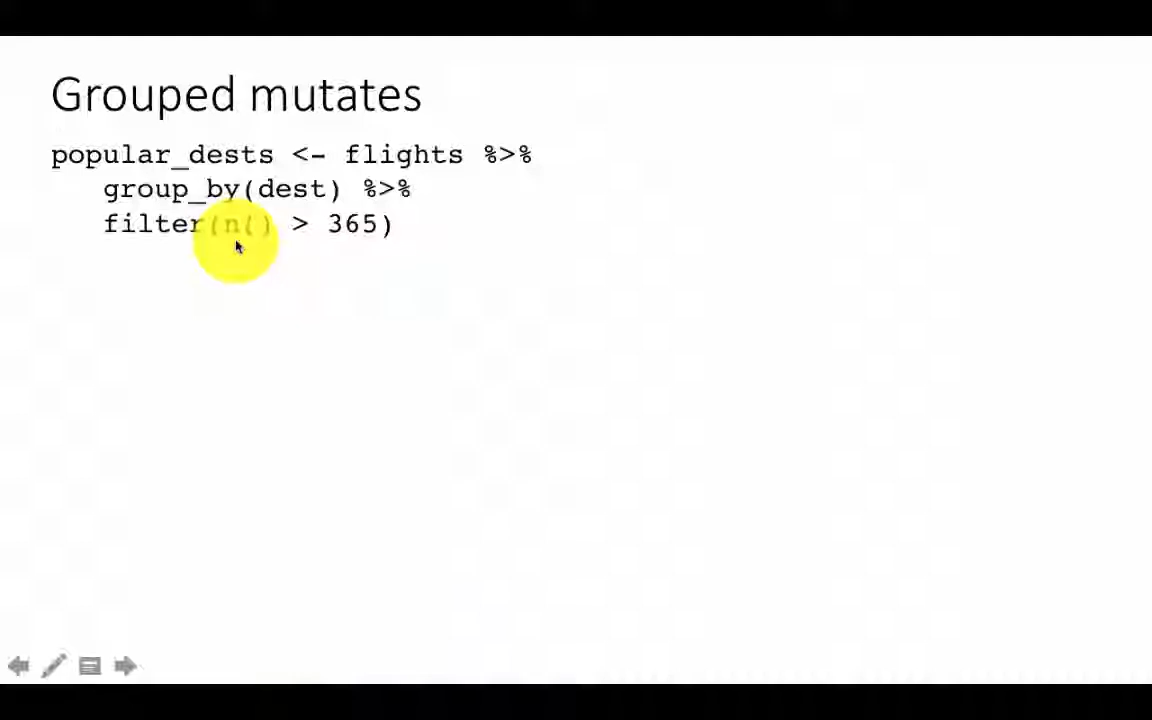 Grouped mutates
popular_dests <- flights %>%
group_by(dest) %>%
filter(n() > 365)